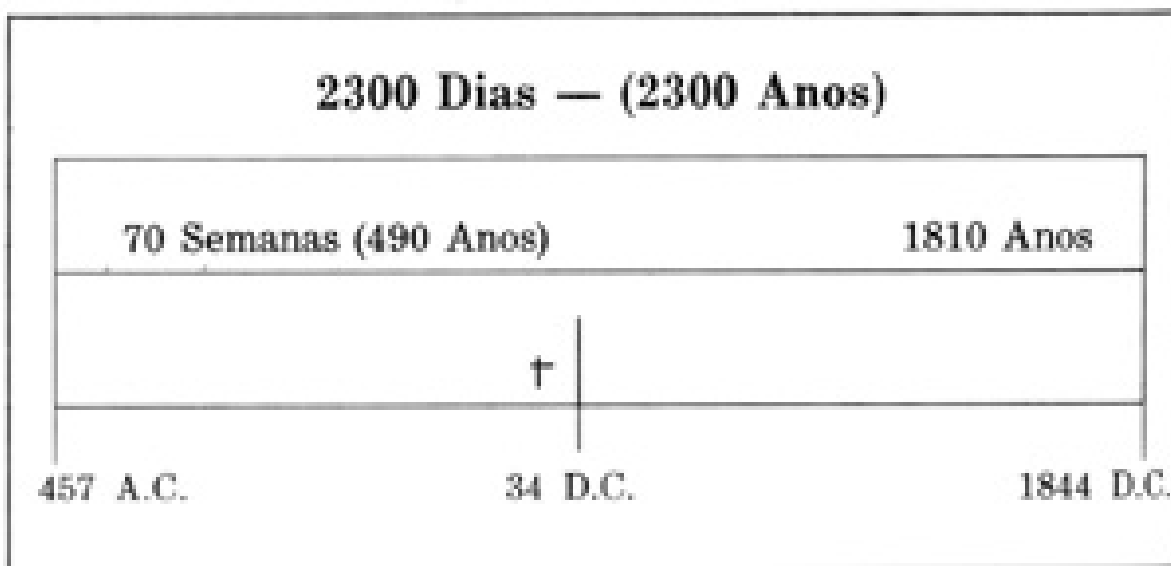 2300 Dias — (2300 Anos)
70 Semanas (490 Anos) 1810 Anos
†
457 A.C. 34 D.C. 1844 D.C.